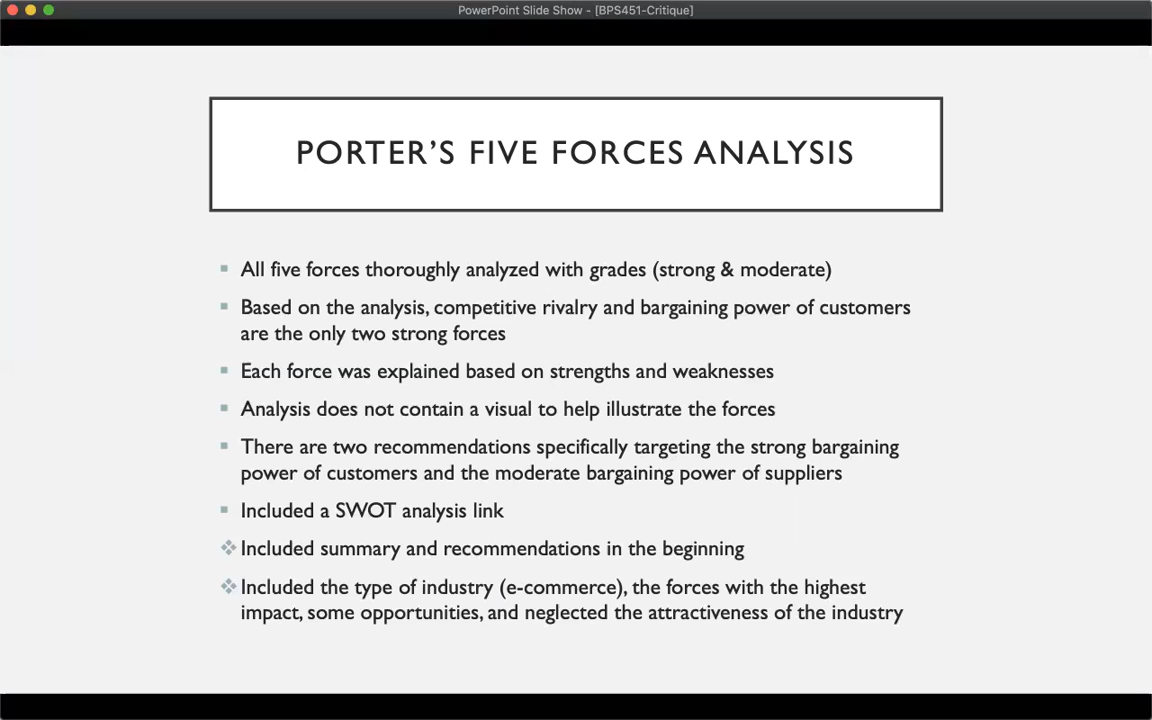 PowerPoint Slide Show - [BPS451-Critique]
PORTER’S FIVE FORCES ANALYSIS
All five forces thoroughly analyzed with grades (strong & moderate)
Based on the analysis, competitive rivalry and bargaining power of customers
are the only two strong forces
Each force was explained based on strengths and weaknesses
Analysis does not contain a visual to help illustrate the forces
There are two recommendations specifically targeting the strong bargaining
power of customers and the moderate bargaining power of suppliers
Included a SWOT analysis link
Included summary and recommendations in the beginning
Included the type of industry (e-commerce), the forces with the highest
impact, some opportunities, and neglected the attractiveness of the industry